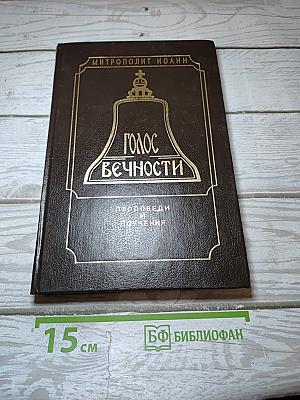 МИТРОПОЛИТ ИОАНН
ГОЛОС
ВЕЧНОСТИ
ПРОПОВЕДИ И
ПОУЧЕНИЯ
15 см
БФ БИБЛИОФАН